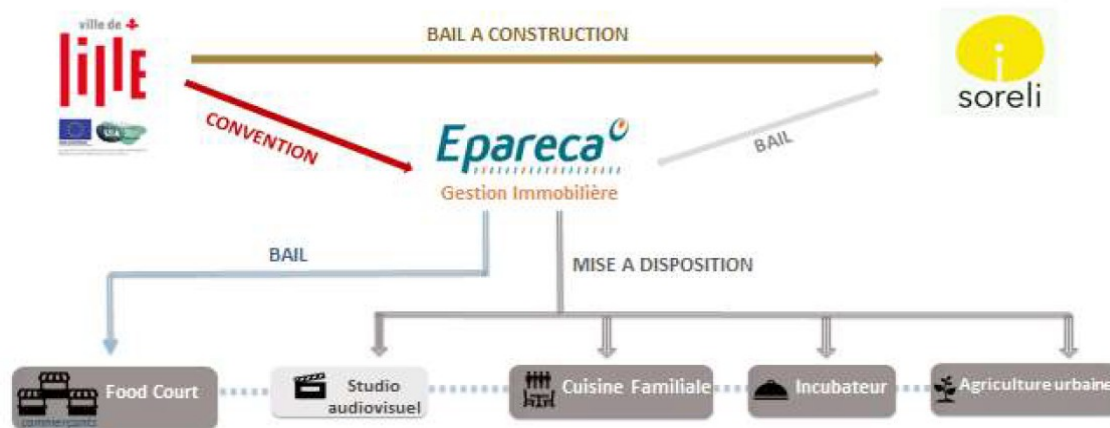 ville de
lille
BAIL A CONSTRUCTION
soreli
CONVENTION
Epareca
Gestion Immobilière
BAIL
BAIL
MISE A DISPOSITION
Food Court
commerçants
Studio
audiovisuel
Cuisine Familiale
Incubateur
Agriculture urbaine